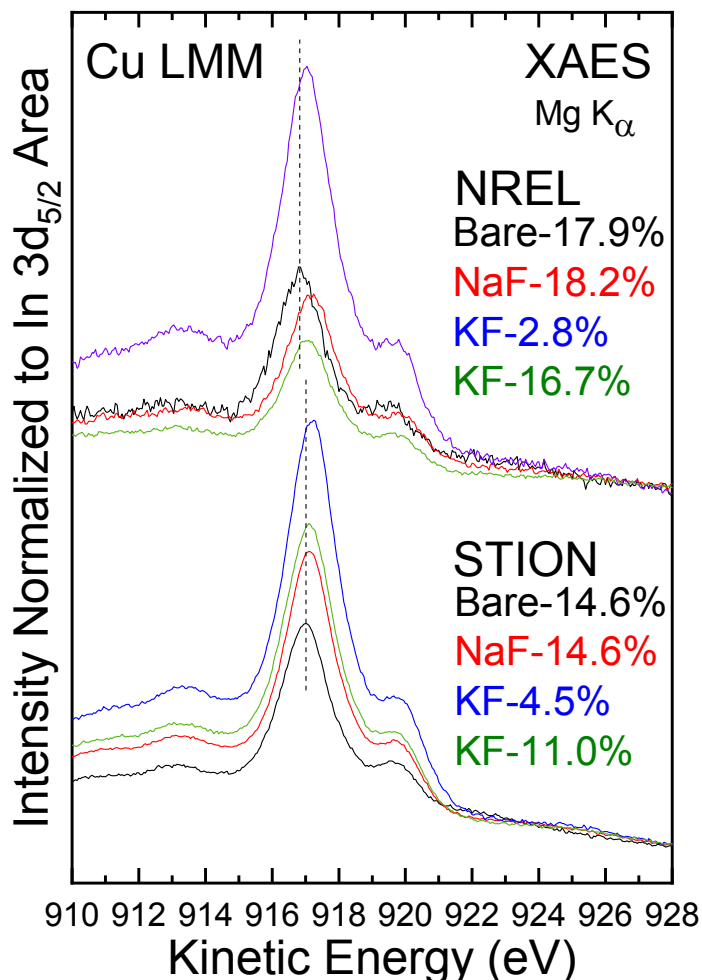 Cu LMM
XAES
Mg Kα
NREL
Bare-17.9%
NaF-18.2%
KF-2.8%
KF-16.7%
STION
Bare-14.6%
NaF-14.6%
KF-4.5%
KF-11.0%
Intensity Normalized to In 3d5/2 Area
910 912 914 916 918 920 922 924 926 928
Kinetic Energy (eV)